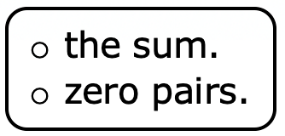 ○ the sum.
○ zero pairs.